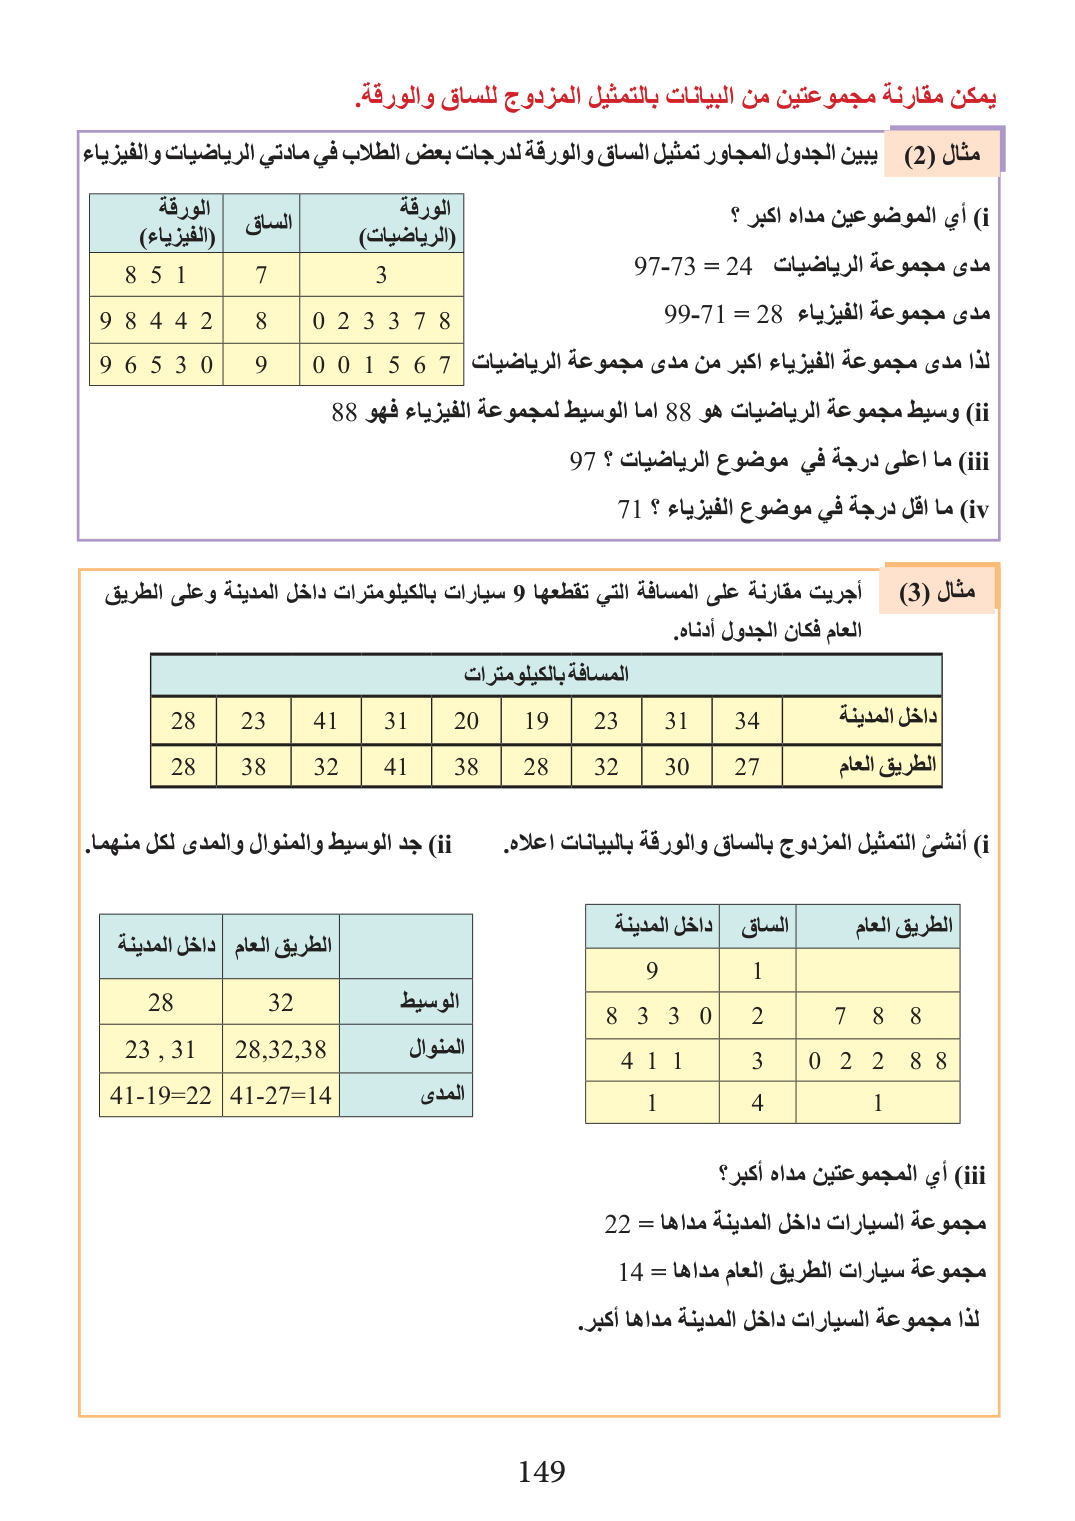 يمكن مقارنة مجموعتين من البيانات بالتمثيل المزدوج للساق والورقة.
مثال (2) يبين الجدول المجاور تمثيل الساق والورقة لدرجات بعض الطلاب في مادتي الرياضيات والفيزياء
i) أي الموضوعين مداه اكبر ؟
مدى مجموعة الرياضيات 97-73 = 24
مدى مجموعة الفيزياء 99-71 = 28
لذا مدى مجموعة الفيزياء اكبر من مدى مجموعة الرياضيات
الورقة (الرياضيات) الساق الورقة (الفيزياء)
3 7 8 5 1
0 2 3 3 7 8 8 9 8 4 4 2
0 0 1 5 6 7 9 9 6 5 3 0
ii) وسيط مجموعة الرياضيات هو 88 اما الوسيط لمجموعة الفيزياء فهو 88
iii) ما اعلى درجة في موضوع الرياضيات ؟ 97
iv) ما اقل درجة في موضوع الفيزياء ؟ 71
مثال (3) أجريت مقارنة على المسافة التي تقطعها 9 سيارات بالكيلومترات داخل المدينة وعلى الطريق
العام فكان الجدول أدناه.
المسافة بالكيلومترات
داخل المدينة 34 31 23 19 20 31 41 23 28
الطريق العام 27 30 32 28 38 41 32 38 28
i) أنشئْ التمثيل المزدوج بالساق والورقة بالبيانات اعلاه.
ii) جد الوسيط والمنوال والمدى لكل منهما.
الطريق العام الساق داخل المدينة
1 9
7 8 8 2 8 3 3 0
0 2 2 8 8 3 4 1 1
1 4 1
الطريق العام داخل المدينة
الوسيط 32 28
المنوال 28,32,38 23 , 31
المدى 41-27=14 41-19=22
iii) أي المجموعتين مداه أكبر؟
مجموعة السيارات داخل المدينة مداها = 22
مجموعة سيارات الطريق العام مداها = 14
لذا مجموعة السيارات داخل المدينة مداها أكبر.
149